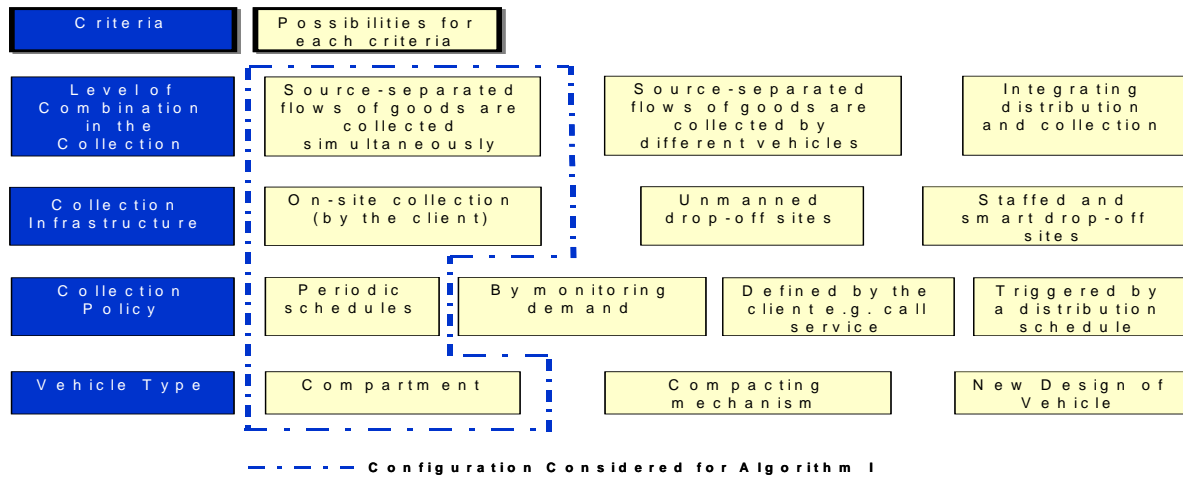 Criteria
Possibilities for
each criteria
Level of
Combination
in the
Collection
Source-separated
flows of goods are
collected
simultaneously
Source-separated
flows of goods are
collected by
different vehicles
Integrating
distribution
and collection
Collection
Infrastructure
On-site collection
(by the client)
Unmanned
drop-off sites
Staffed and
smart drop-off
sites
Collection
Policy
Periodic
schedules
By monitoring
demand
Defined by the
client e.g. call
service
Triggered by
a distribution
schedule
Vehicle Type
Compartment
Compacting
mechanism
New Design of
Vehicle
Configuration Considered for Algorithm I